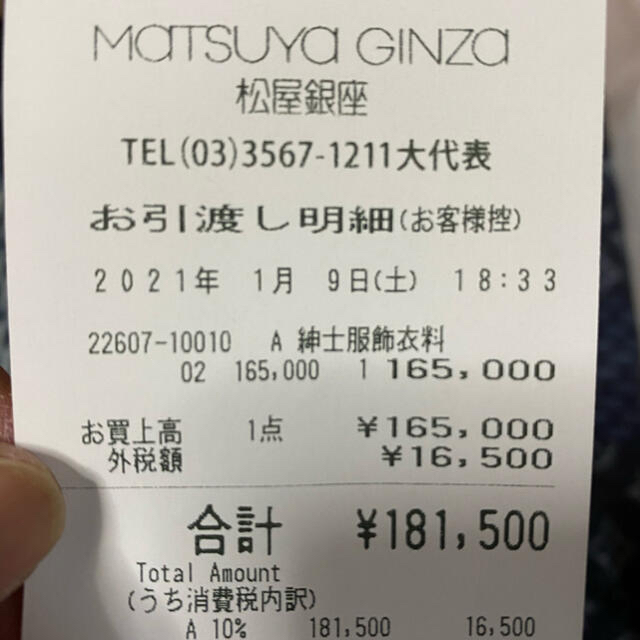 MATSUYA GINZA
松屋銀座
TEL(03)3567-1211大代表
お引渡し明細(お客様控)
2021年 1月 9日(土) 18:33
22607-10010 A 紳士服飾衣料
02 165,000 1 165,000
お買上高 1点 ¥165,000
外税額 ¥16,500
合計 ¥181,500
Total Amount
(うち消費税内訳)
A 10% 181,500 16,500